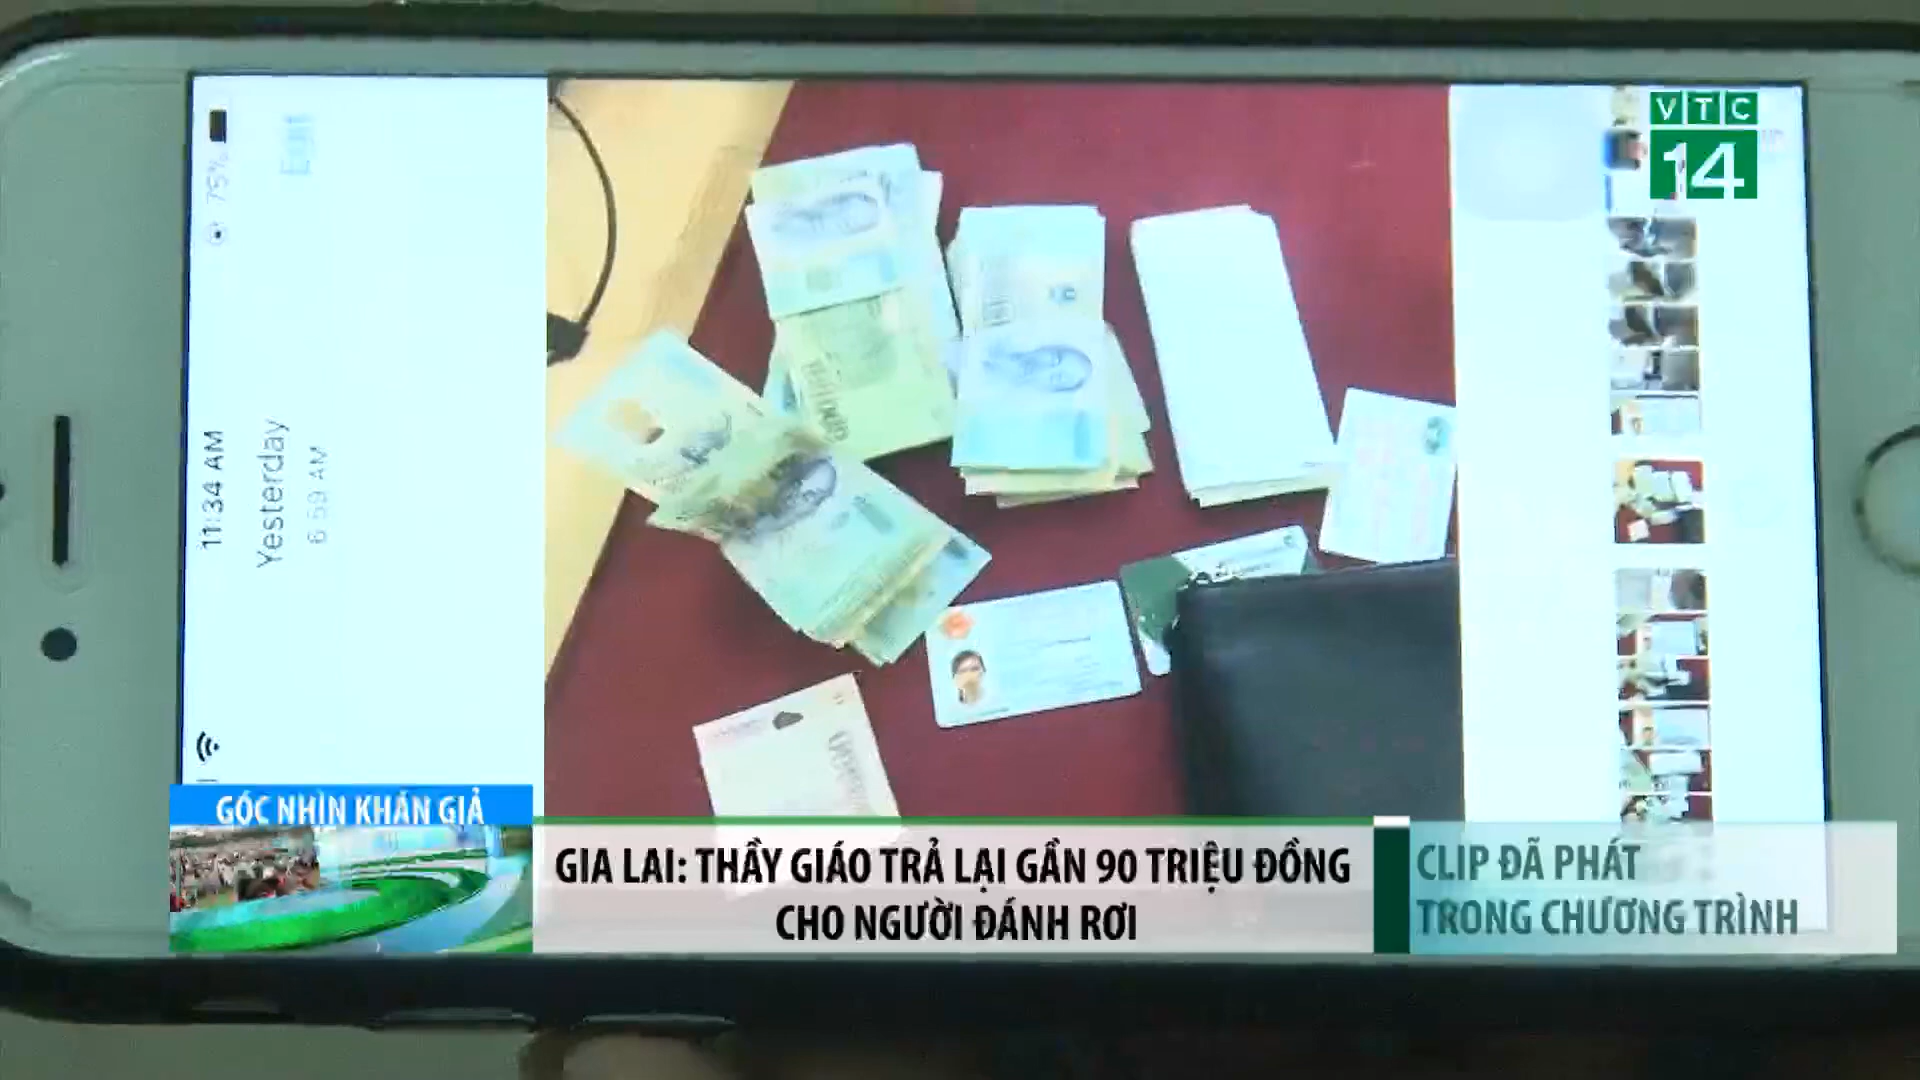 VTC
14
75%
Edit
11:34 AM
Yesterday
6:59 AM
GÓC NHÌN KHÁN GIẢ
GIA LAI: THẦY GIÁO TRẢ LẠI GẦN 90 TRIỆU ĐỒNG
CHO NGƯỜI ĐÁNH RƠI
CLIP ĐÃ PHÁT
TRONG CHƯƠNG TRÌNH